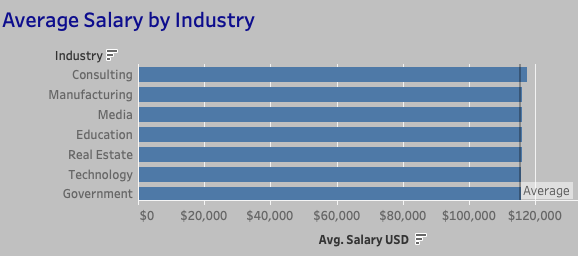 Average Salary by Industry
Industry
Consulting
Manufacturing
Media
Education
Real Estate
Technology
Government
Average
$0 $20,000 $40,000 $60,000 $80,000 $100,000 $120,000
Avg. Salary USD